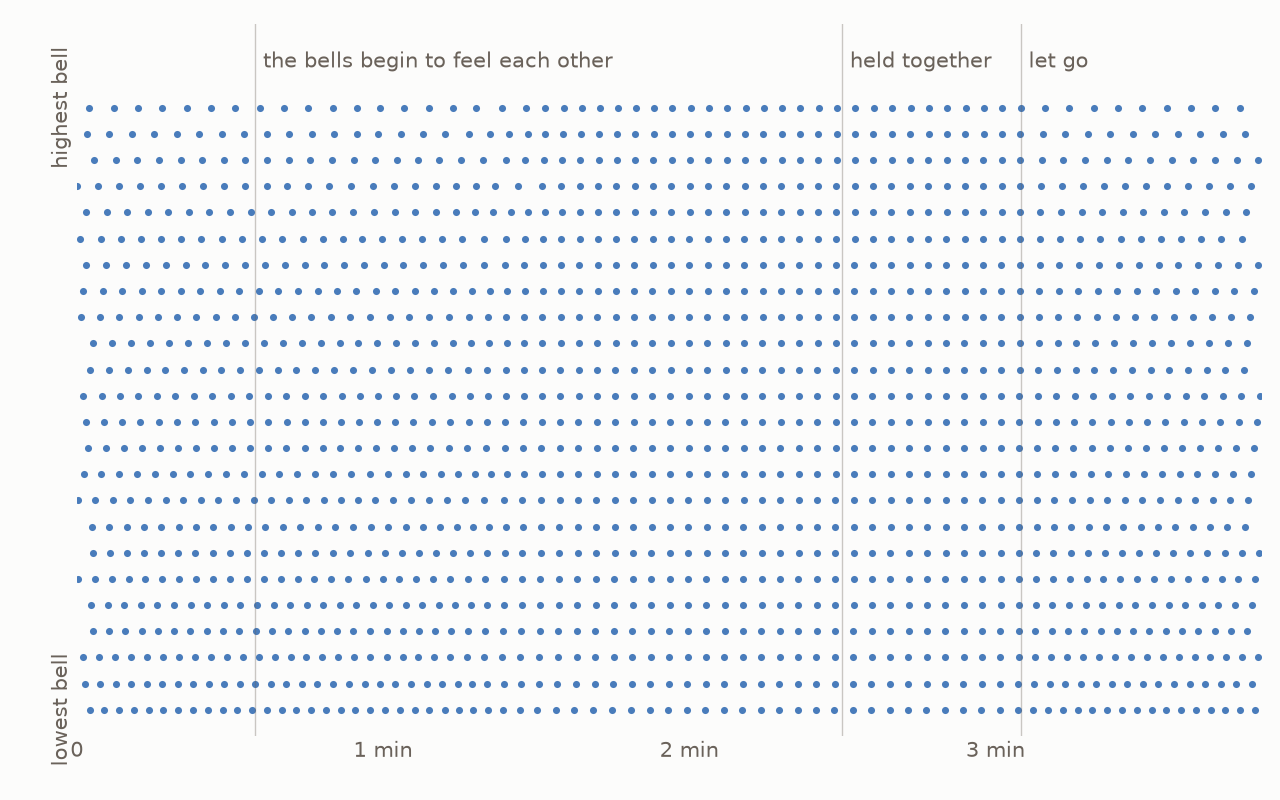 the bells begin to feel each other
held together
let go
highest bell
lowest bell
0
1 min
2 min
3 min